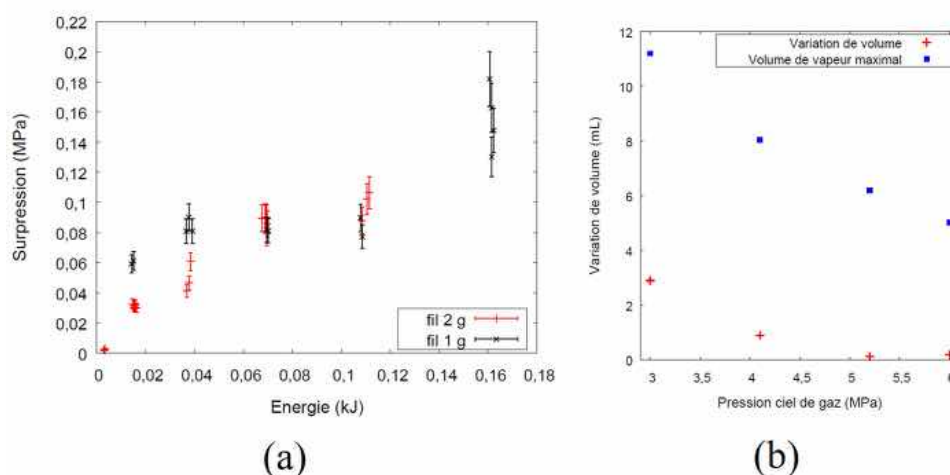 0,22
0,2
0,18
0,16
0,14
0,12
0,1
0,08
0,06
0,04
0,02
0
Surpression (MPa)
fil 2 g
fil 1 g
0 0,02 0,04 0,06 0,08 0,1 0,12 0,14 0,16 0,18
Energie (kJ)
(a)
12
10
8
6
4
2
0
Variation de volume (mL)
Variation de volume
Volume de vapeur maximal
3 3,5 4 4,5 5 5,5 6
Pression ciel de gaz (MPa)
(b)